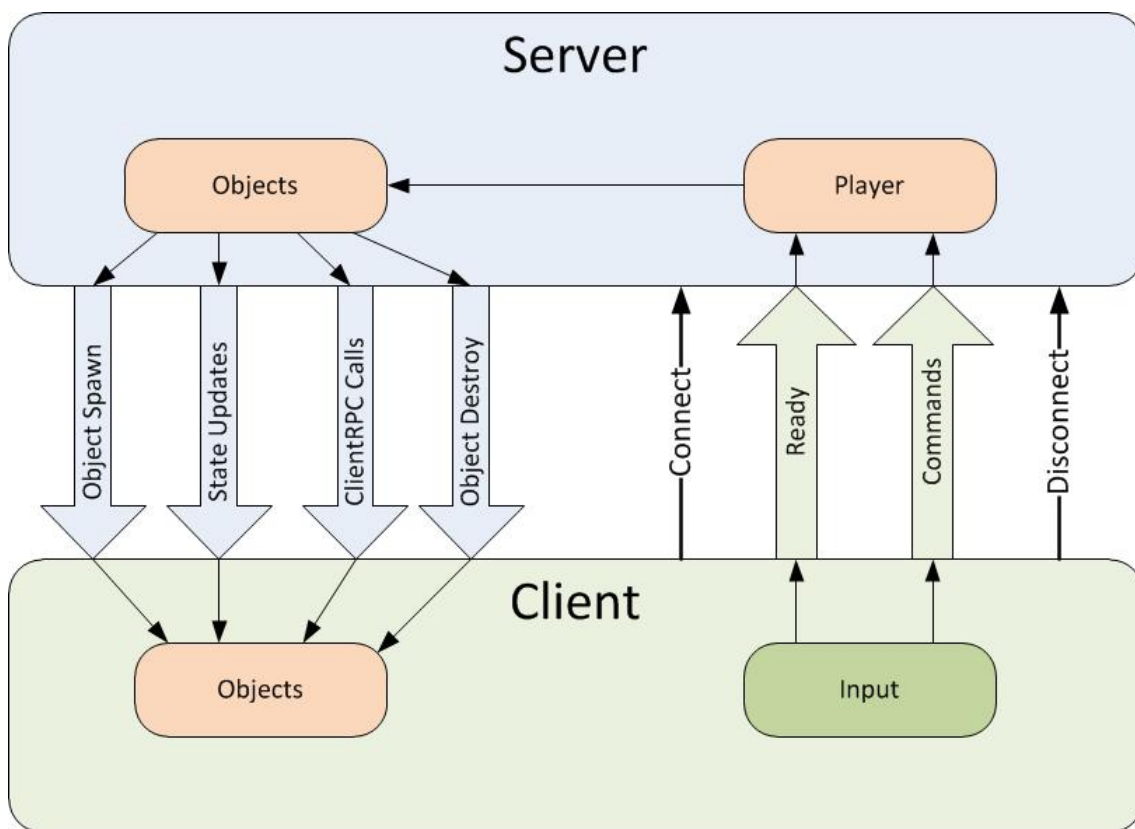 Server
Objects
Player
Object Spawn
State Updates
ClientRPC Calls
Object Destroy
Connect
Ready
Commands
Disconnect
Client
Objects
Input